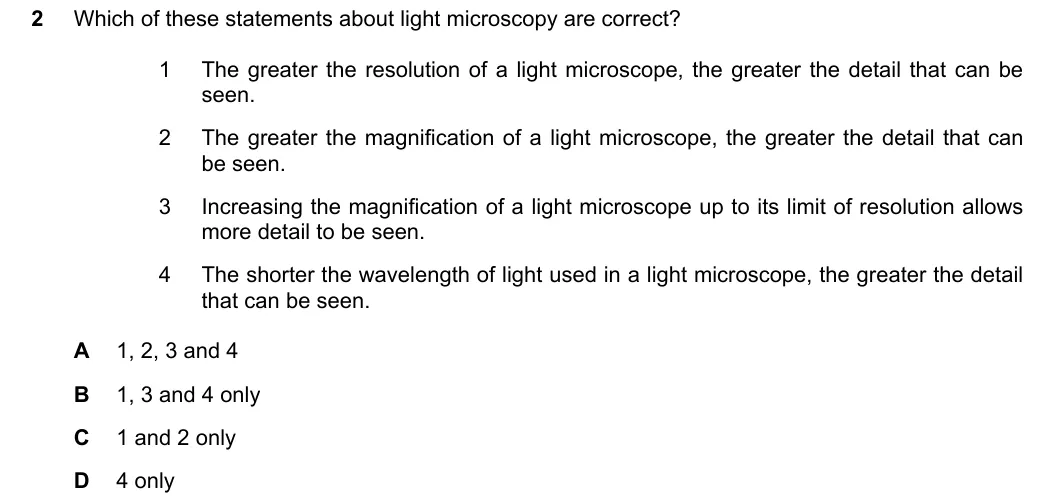 2 Which of these statements about light microscopy are correct?
1 The greater the resolution of a light microscope, the greater the detail that can be
seen.
2 The greater the magnification of a light microscope, the greater the detail that can
be seen.
3 Increasing the magnification of a light microscope up to its limit of resolution allows
more detail to be seen.
4 The shorter the wavelength of light used in a light microscope, the greater the detail
that can be seen.
A 1, 2, 3 and 4
B 1, 3 and 4 only
C 1 and 2 only
D 4 only